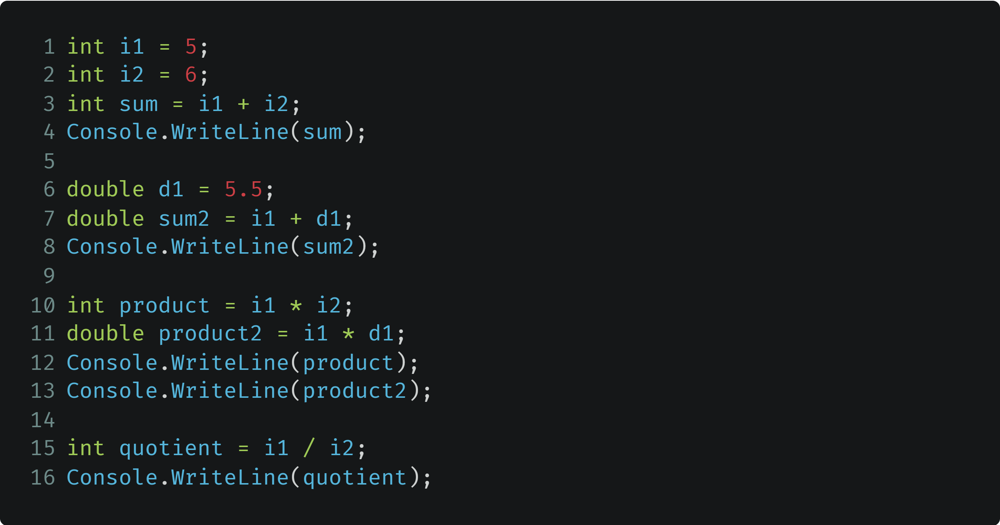 1 int i1 = 5;
2 int i2 = 6;
3 int sum = i1 + i2;
4 Console.WriteLine(sum);
5
6 double d1 = 5.5;
7 double sum2 = i1 + d1;
8 Console.WriteLine(sum2);
9
10 int product = i1 * i2;
11 double product2 = i1 * d1;
12 Console.WriteLine(product);
13 Console.WriteLine(product2);
14
15 int quotient = i1 / i2;
16 Console.WriteLine(quotient);